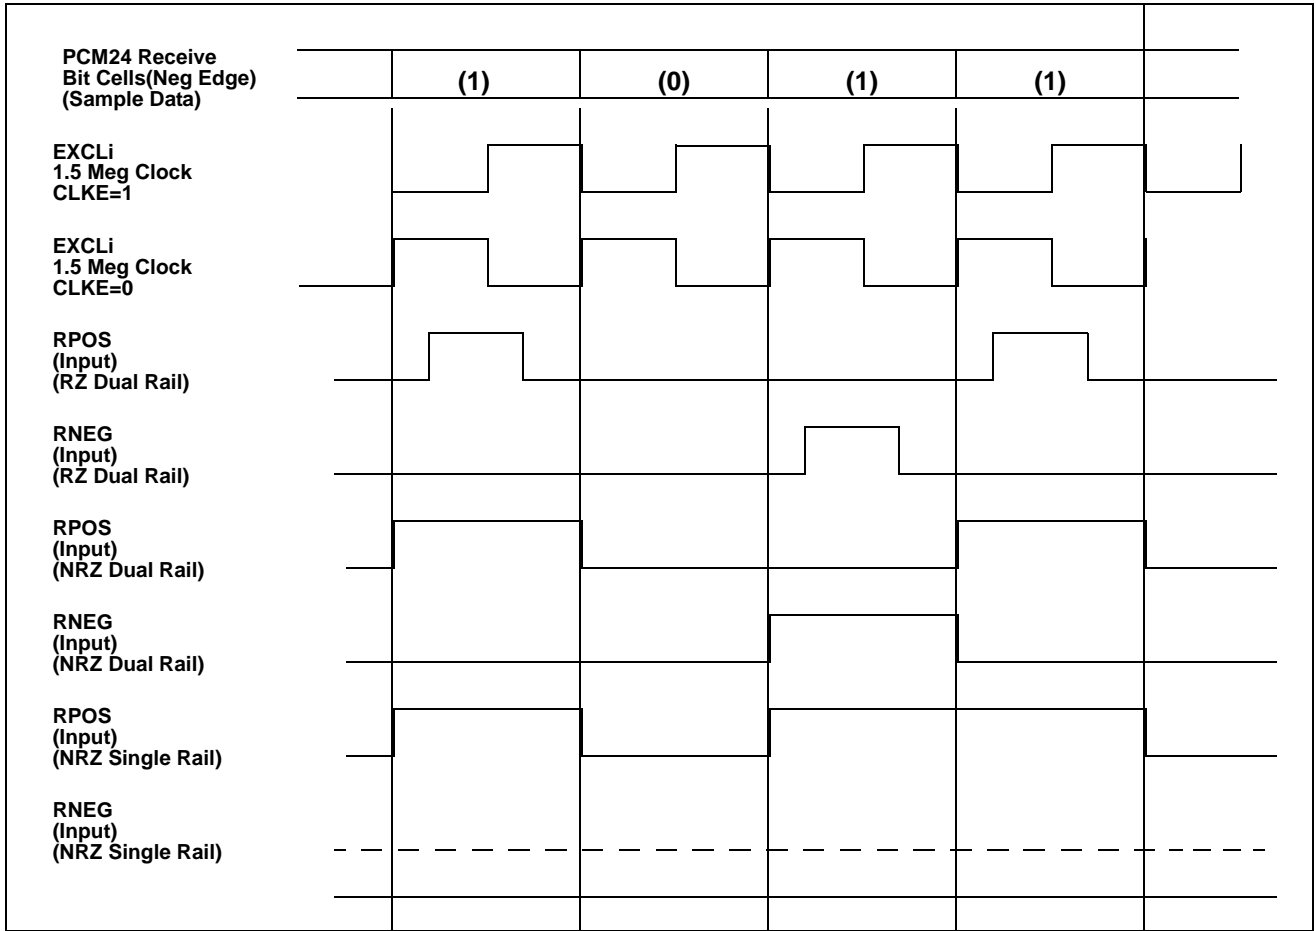 PCM24 Receive
Bit Cells(Neg Edge)
(Sample Data)
(1)
(0)
(1)
(1)
EXCLi
1.5 Meg Clock
CLKE=1
EXCLi
1.5 Meg Clock
CLKE=0
RPOS
(Input)
(RZ Dual Rail)
RNEG
(Input)
(RZ Dual Rail)
RPOS
(Input)
(NRZ Dual Rail)
RNEG
(Input)
(NRZ Dual Rail)
RPOS
(Input)
(NRZ Single Rail)
RNEG
(Input)
(NRZ Single Rail)